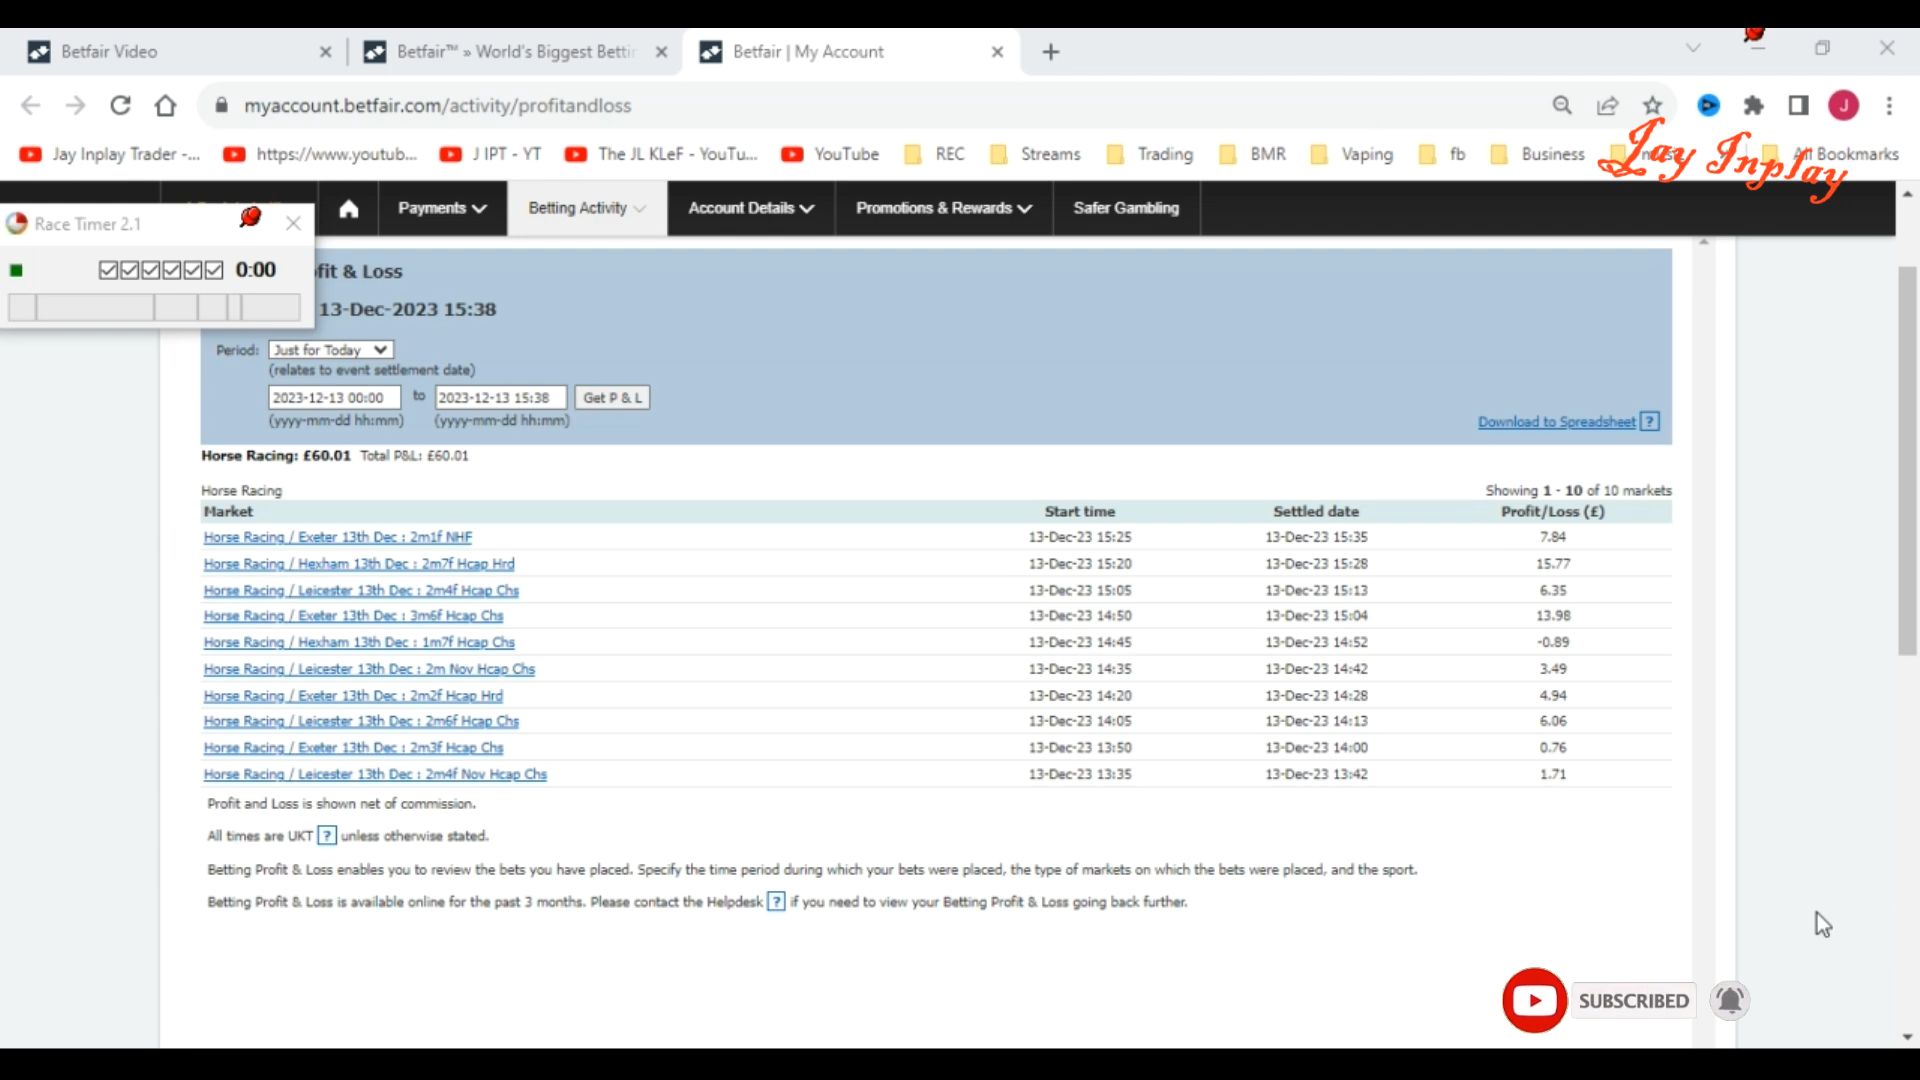 Betfair Video
Betfair™ » World's Biggest Bettin
Betfair | My Account
myaccount.betfair.com/activity/profitandloss
Jay Inplay Trader -...
https://www.youtub...
J IPT - YT
The JL KLeF - YouTu...
YouTube
REC
Streams
Trading
BMR
Vaping
fb
Business
All Bookmarks
J
Jay Inplay
Payments
Betting Activity
Account Details
Promotions & Rewards
Safer Gambling
Race Timer 2.1
0:00
fit & Loss
13-Dec-2023 15:38
Period: Just for Today
(relates to event settlement date)
2023-12-13 00:00 to 2023-12-13 15:38 Get P & L
(yyyy-mm-dd hh:mm) (yyyy-mm-dd hh:mm)
Download to Spreadsheet ?
Horse Racing: £60.01 Total P&L: £60.01
Horse Racing Showing 1 - 10 of 10 markets
Market Start time Settled date Profit/Loss (£)
Horse Racing / Exeter 13th Dec : 2m1f NHF 13-Dec-23 15:25 13-Dec-23 15:35 7.84
Horse Racing / Hexham 13th Dec : 2m7f Hcap Hrd 13-Dec-23 15:20 13-Dec-23 15:28 15.77
Horse Racing / Leicester 13th Dec : 2m4f Hcap Chs 13-Dec-23 15:05 13-Dec-23 15:13 6.35
Horse Racing / Exeter 13th Dec : 3m6f Hcap Chs 13-Dec-23 14:50 13-Dec-23 15:04 13.98
Horse Racing / Hexham 13th Dec : 1m7f Hcap Chs 13-Dec-23 14:45 13-Dec-23 14:52 -0.89
Horse Racing / Leicester 13th Dec : 2m Nov Hcap Chs 13-Dec-23 14:35 13-Dec-23 14:42 3.49
Horse Racing / Exeter 13th Dec : 2m2f Hcap Hrd 13-Dec-23 14:20 13-Dec-23 14:28 4.94
Horse Racing / Leicester 13th Dec : 2m6f Hcap Chs 13-Dec-23 14:05 13-Dec-23 14:13 6.06
Horse Racing / Exeter 13th Dec : 2m3f Hcap Chs 13-Dec-23 13:50 13-Dec-23 14:00 0.76
Horse Racing / Leicester 13th Dec : 2m4f Nov Hcap Chs 13-Dec-23 13:35 13-Dec-23 13:42 1.71
Profit and Loss is shown net of commission.
All times are UKT ? unless otherwise stated.
Betting Profit & Loss enables you to review the bets you have placed. Specify the time period during which your bets were placed, the type of markets on which the bets were placed, and the sport.
Betting Profit & Loss is available online for the past 3 months. Please contact the Helpdesk ? if you need to view your Betting Profit & Loss going back further.
SUBSCRIBED